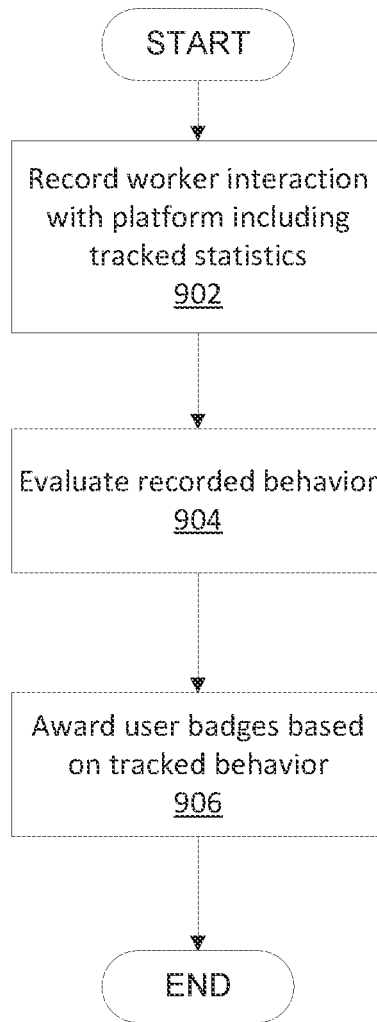 START
Record worker interaction
with platform including
tracked statistics
902
Evaluate recorded behavior
904
Award user badges based
on tracked behavior
906
END